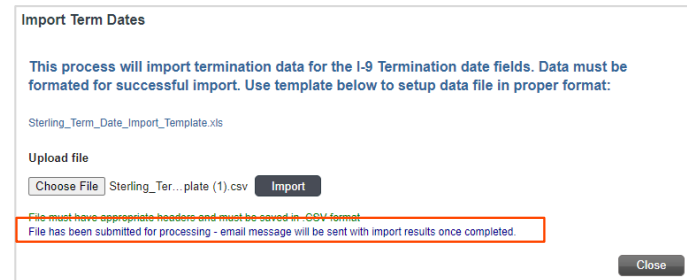 Import Term Dates
This process will import termination data for the I-9 Termination date fields. Data must be
formated for successful import. Use template below to setup data file in proper format:
Sterling_Term_Date_Import_Template.xls
Upload file
Choose File Sterling_Ter...plate (1).csv Import
File must have appropriate headers and must be saved in .CSV format
File has been submitted for processing - email message will be sent with import results once completed.
Close